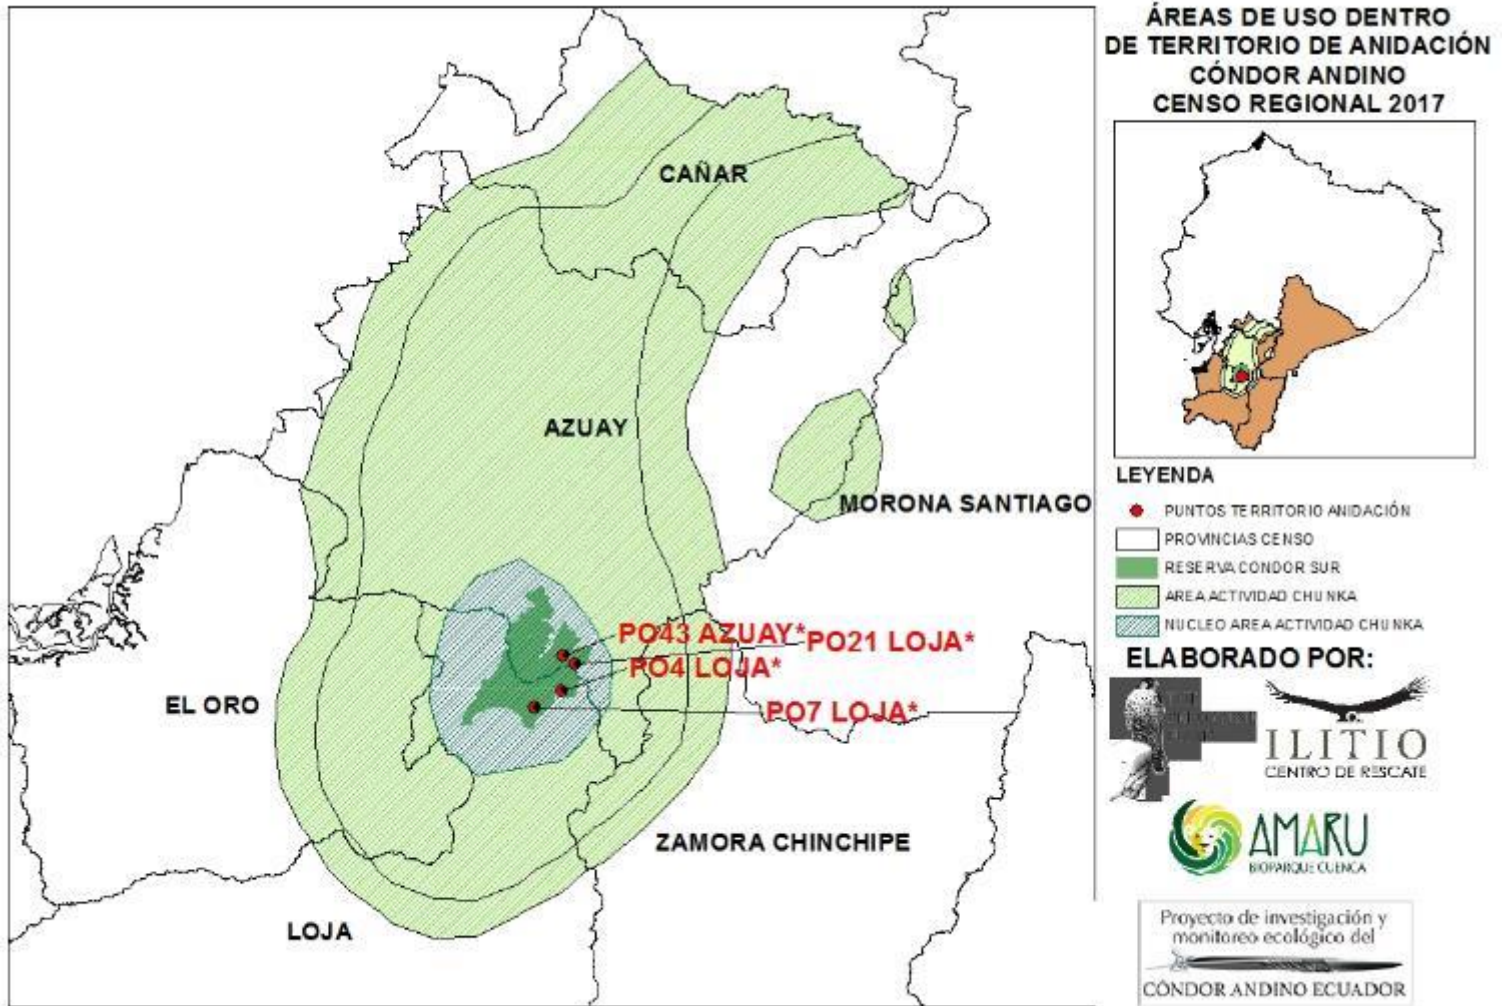 ÁREAS DE USO DENTRO
DE TERRITORIO DE ANIDACIÓN
CÓNDOR ANDINO
CENSO REGIONAL 2017
CAÑAR
AZUAY
MORONA SANTIAGO
PO43 AZUAY*
PO21 LOJA*
PO4 LOJA*
PO7 LOJA*
EL ORO
ZAMORA CHINCHIPE
LOJA
LEYENDA
PUNTOS TERRITORIO ANIDACIÓN
PROVINCIAS CENSO
RESERVA CONDOR SUR
AREA ACTIVIDAD CHUNKA
NUCLEO AREA ACTIVIDAD CHUNKA
ELABORADO POR:
ILITIO
CENTRO DE RESCATE
AMARU
BIOPARQUE CUENCA
Proyecto de investigación y
monitoreo ecológico del
CÓNDOR ANDINO ECUADOR